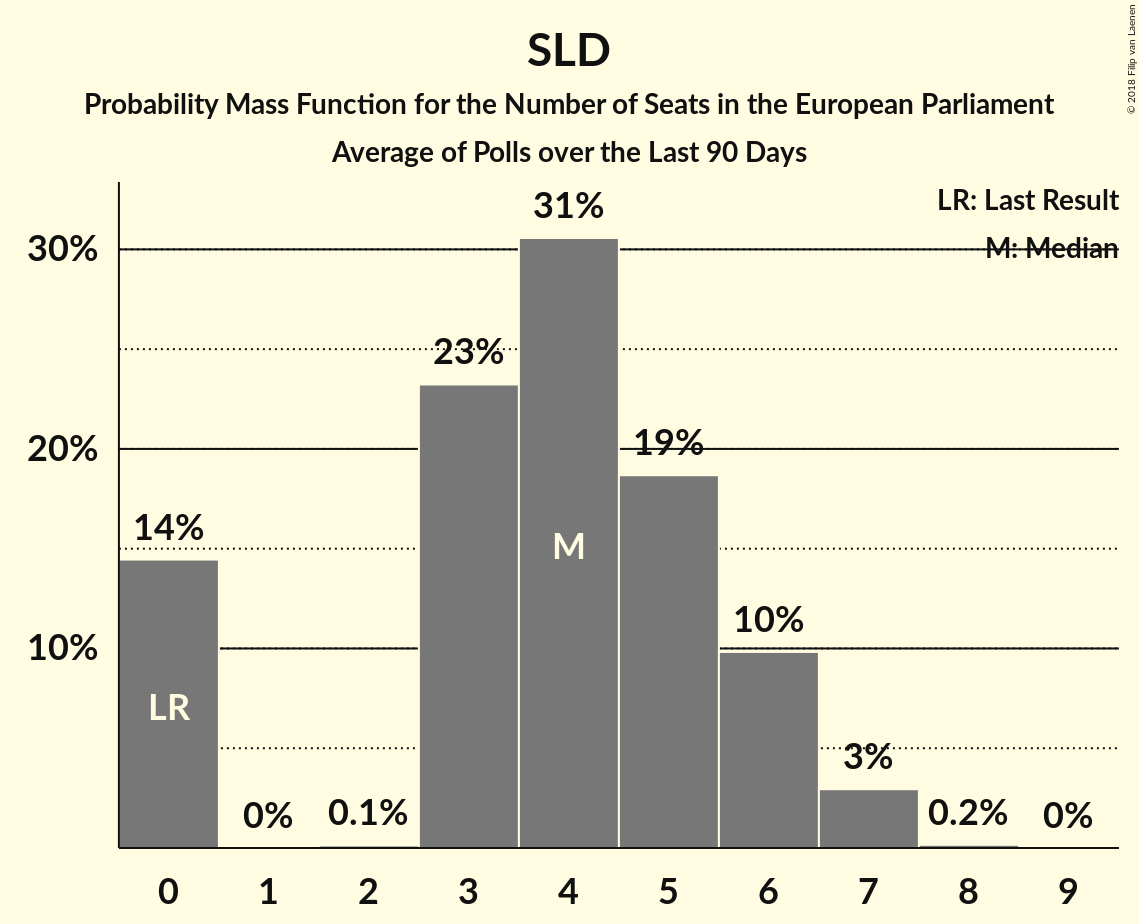 SLD
Probability Mass Function for the Number of Seats in the European Parliament
Average of Polls over the Last 90 Days
© 2018 Filip van Laenen
LR: Last Result
M: Median
30%
20%
10%
14%
0%
0.1%
23%
31%
19%
10%
3%
0.2%
0%
LR
M
0 1 2 3 4 5 6 7 8 9